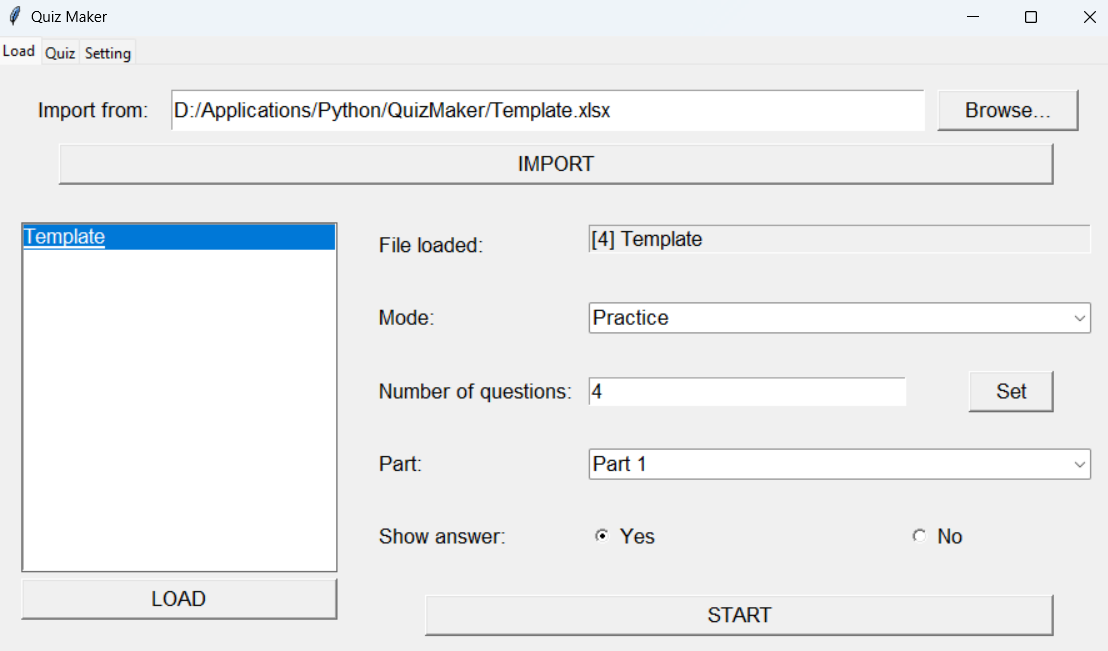 Quiz Maker
Load Quiz Setting
Import from: D:/Applications/Python/QuizMaker/Template.xlsx Browse...
IMPORT
Template
File loaded: [4] Template
Mode: Practice
Number of questions: 4 Set
Part: Part 1
Show answer: Yes No
LOAD
START